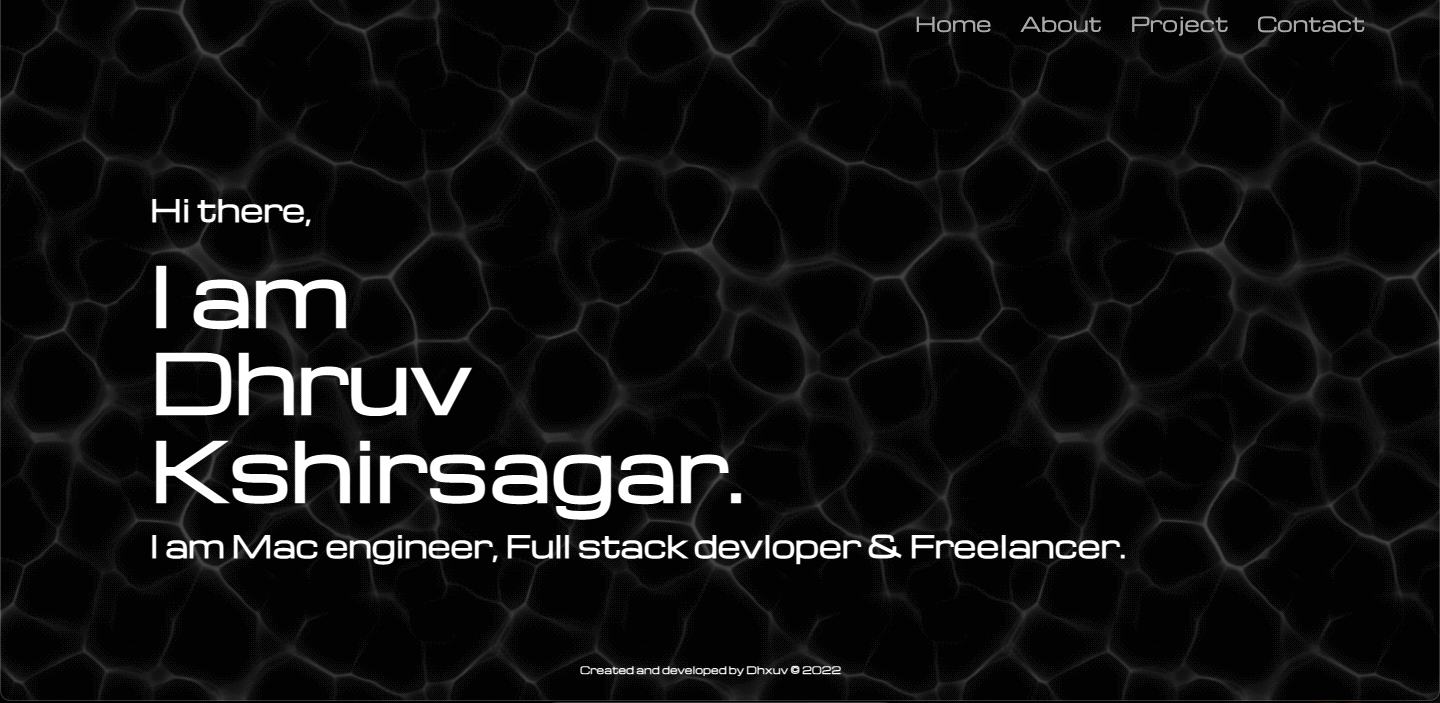 Home About Project Contact
Hi there,
I am
Dhruv
Kshirsagar.
I am Mac engineer, Full stack devloper & Freelancer.
Created and developed by Dhxuv © 2022